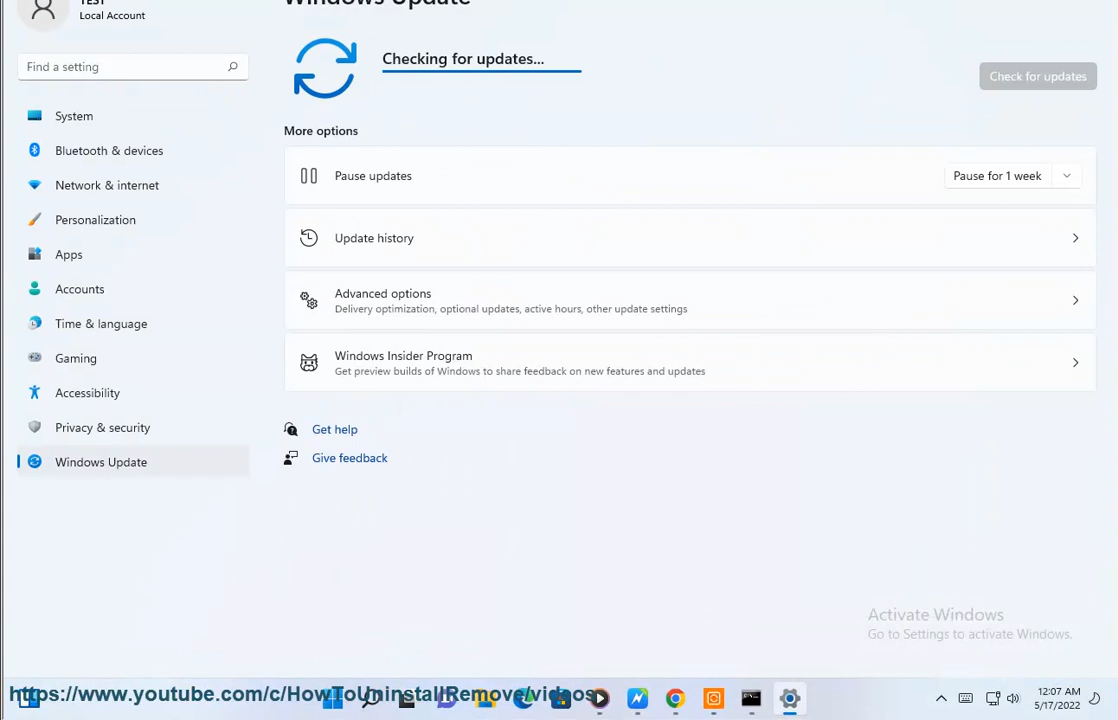 TEST
Local Account
Windows Update
Find a setting
System
Bluetooth & devices
Network & internet
Personalization
Apps
Accounts
Time & language
Gaming
Accessibility
Privacy & security
Windows Update
Checking for updates...
Check for updates
More options
Pause updates
Pause for 1 week
Update history
Advanced options
Delivery optimization, optional updates, active hours, other update settings
Windows Insider Program
Get preview builds of Windows to share feedback on new features and updates
Get help
Give feedback
Activate Windows
Go to Settings to activate Windows.
https://www.youtube.com/c/HowToUninstallRemove/videos
12:07 AM
5/17/2022